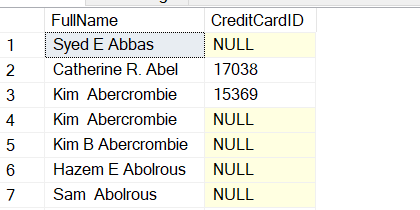 FullName CreditCardID
1 Syed E Abbas NULL
2 Catherine R. Abel 17038
3 Kim  Abercrombie 15369
4 Kim  Abercrombie NULL
5 Kim B Abercrombie NULL
6 Hazem E Abolrous NULL
7 Sam  Abolrous NULL